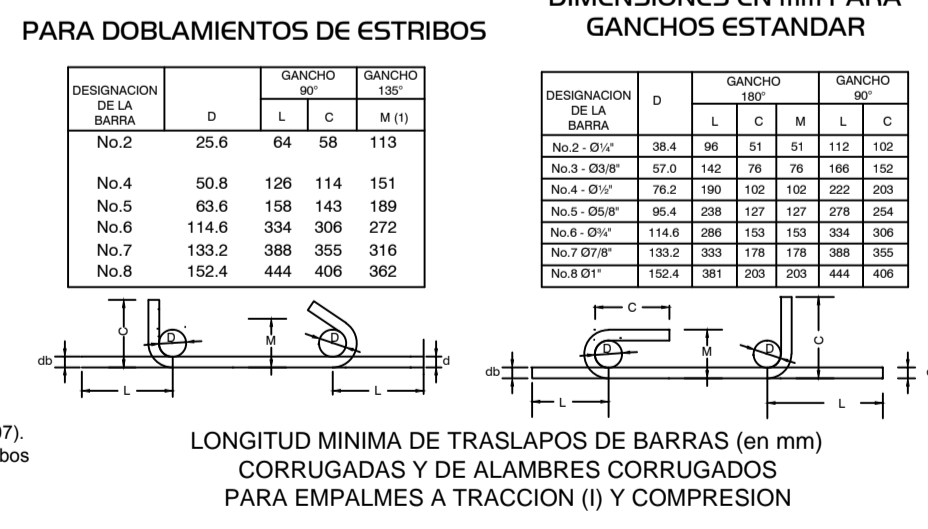 PARA DOBLAMIENTOS DE ESTRIBOS
DESIGNACION DE LA BARRA D GANCHO 90° GANCHO 135°
L C M (1)
No.2 25.6 64 58 113
No.4 50.8 126 114 151
No.5 63.6 158 143 189
No.6 114.6 334 306 272
No.7 133.2 388 355 316
No.8 152.4 444 406 362
C D M D
db d
L L
DIMENSIONES EN mm PARA
GANCHOS ESTANDAR
DESIGNACION DE LA BARRA D GANCHO 180° GANCHO 90°
L C M L C
No.2 - Ø¼" 38.4 96 51 51 112 102
No.3 - Ø3/8" 57.0 142 76 76 166 152
No.4 - Ø½" 76.2 190 102 102 222 203
No.5 - Ø5/8" 95.4 238 127 127 278 254
No.6 - Ø¾" 114.6 286 153 153 334 306
No.7 Ø7/8" 133.2 333 178 178 388 355
No.8 Ø1" 152.4 381 203 203 444 406
C
D M D C
db
L L
7).
bos
LONGITUD MINIMA DE TRASLAPOS DE BARRAS (en mm)
CORRUGADAS Y DE ALAMBRES CORRUGADOS
PARA EMPALMES A TRACCION (I) Y COMPRESION